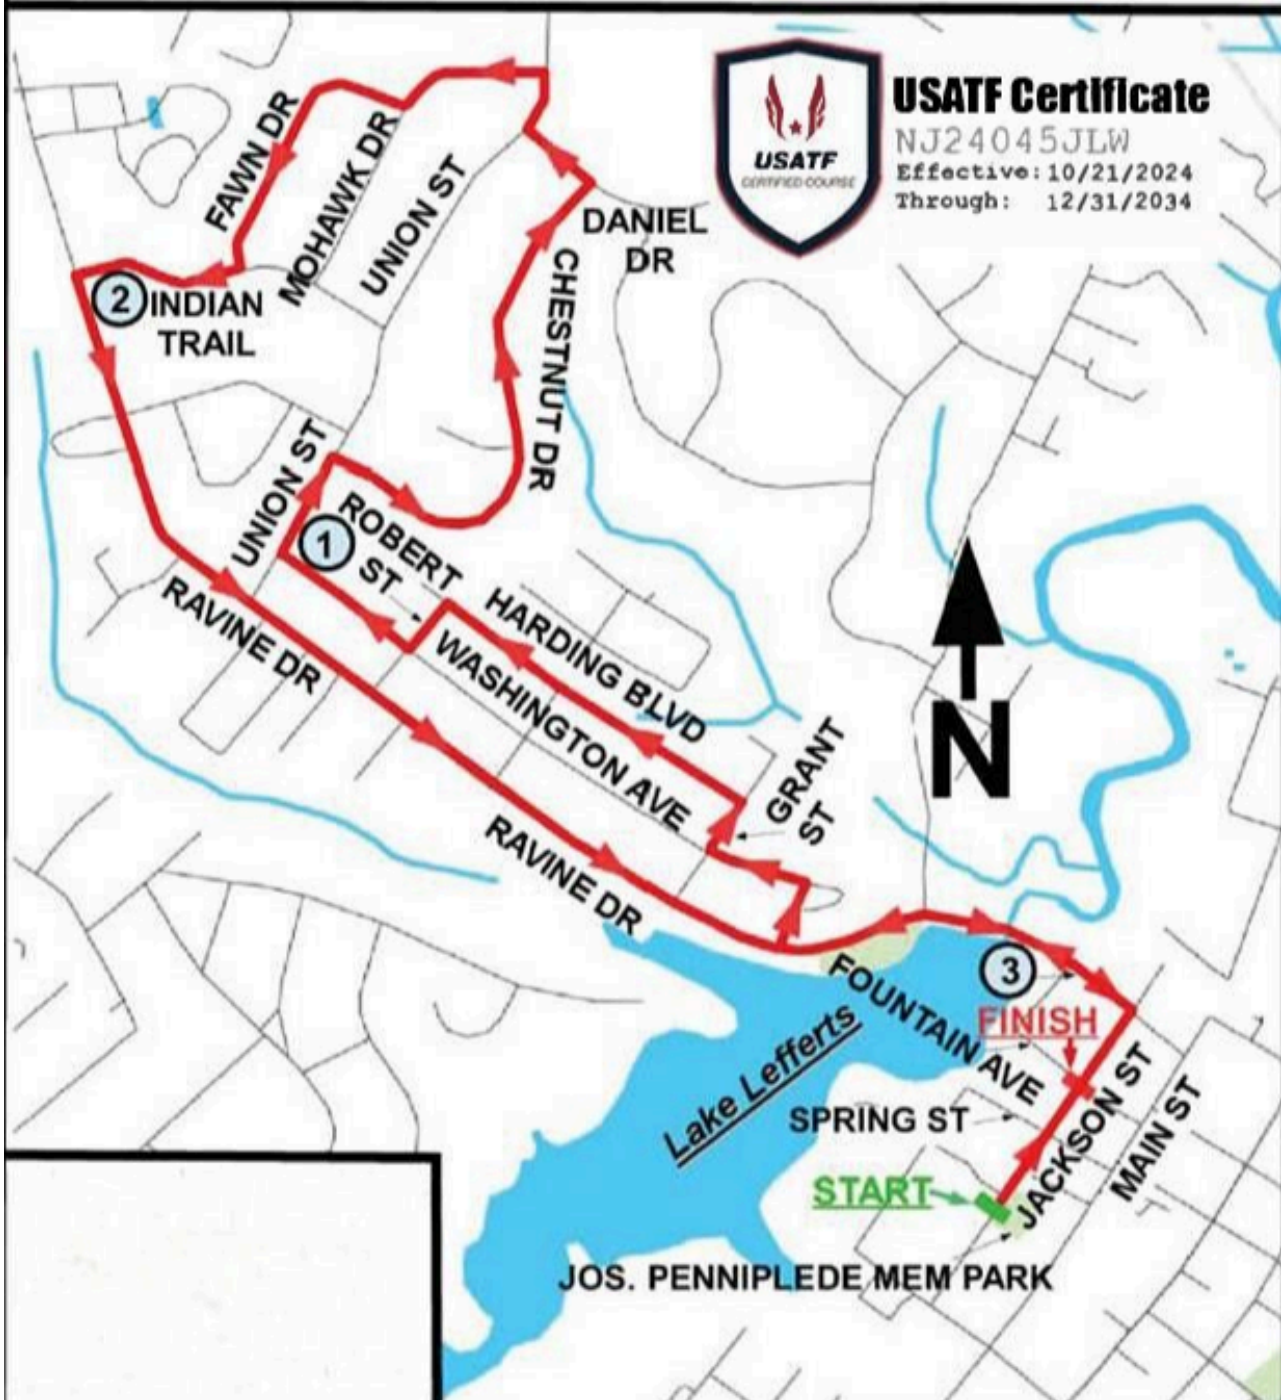 USATF Certificate
NJ24045JLW
Effective: 10/21/2024
Through: 12/31/2034
USATF
CERTIFIED COURSE
FAWN DR
MOHAWK DR
UNION ST
DANIEL
DR
CHESTNUT DR
2
INDIAN
TRAIL
UNION ST
1
ROBERT
ST
HARDING BLVD
RAVINE DR
WASHINGTON AVE
GRANT
ST
N
RAVINE DR
3
FOUNTAIN AVE
FINISH
Lake Lefferts
SPRING ST
JACKSON ST
MAIN ST
START
JOS. PENNIPLEDE MEM PARK